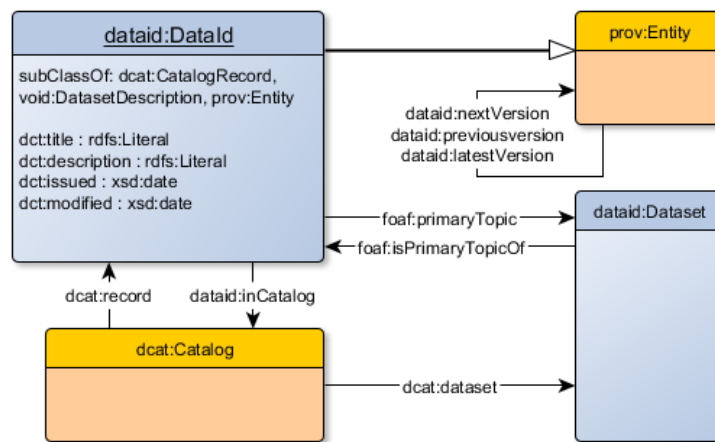 dataid:DataId
subClassOf: dcat:CatalogRecord,
void:DatasetDescription, prov:Entity
dct:title : rdfs:Literal
dct:description : rdfs:Literal
dct:issued : xsd:date
dct:modified : xsd:date
prov:Entity
dataid:nextVersion
dataid:previousversion
dataid:latestVersion
foaf:primaryTopic
foaf:isPrimaryTopicOf
dataid:Dataset
dcat:record
dataid:inCatalog
dcat:Catalog
dcat:dataset